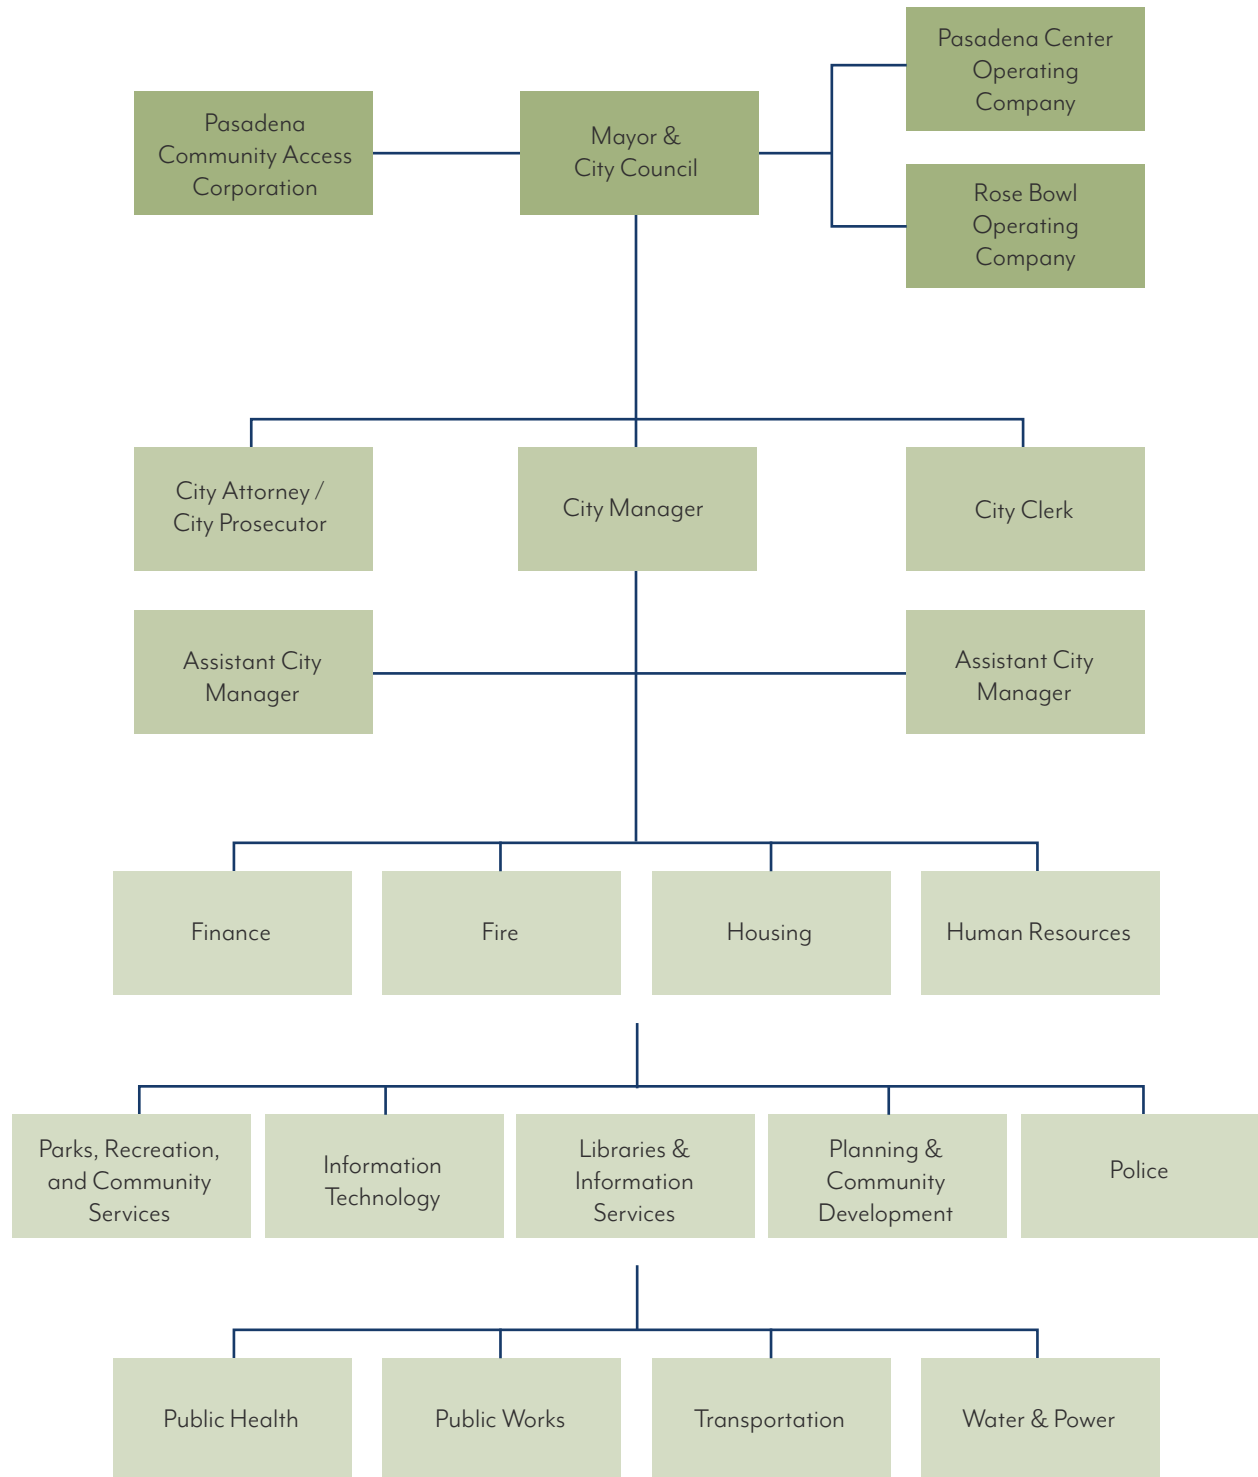 Pasadena Center
Operating
Company
Pasadena
Community Access
Corporation
Mayor &
City Council
Rose Bowl
Operating
Company
City Attorney /
City Prosecutor
City Manager
City Clerk
Assistant City
Manager
Assistant City
Manager
Finance
Fire
Housing
Human Resources
Parks, Recreation,
and Community
Services
Information
Technology
Libraries &
Information
Services
Planning &
Community
Development
Police
Public Health
Public Works
Transportation
Water & Power